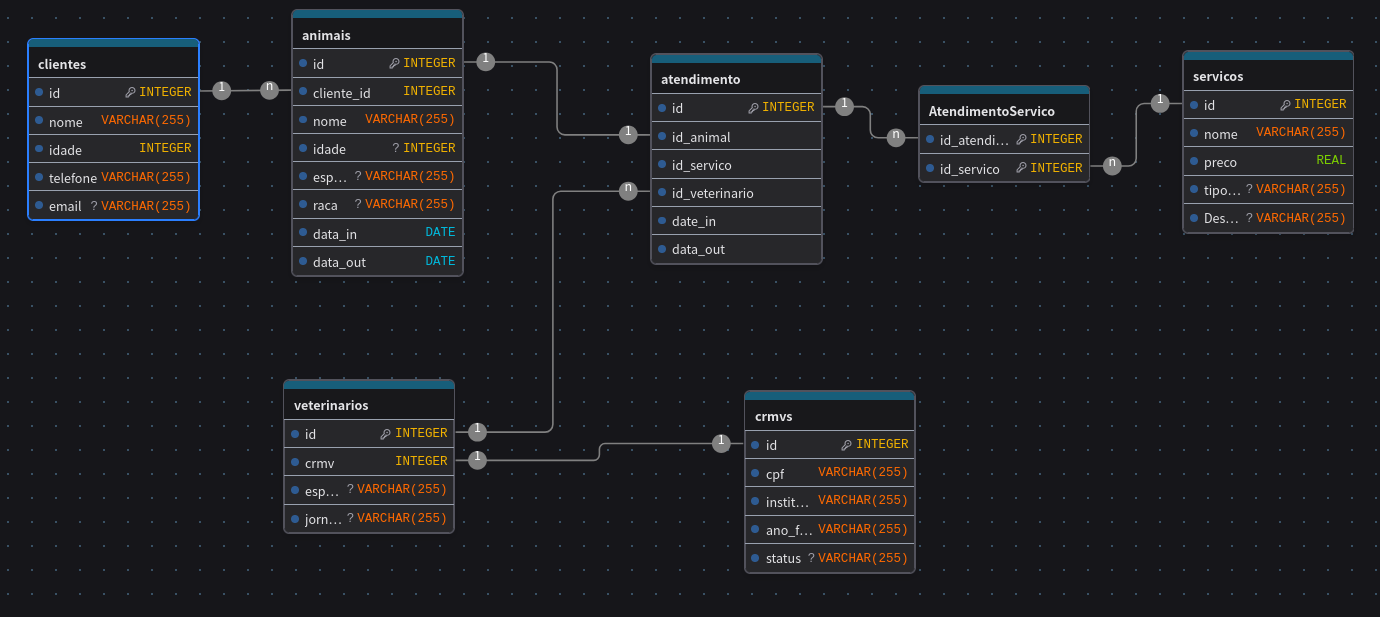 clientes
id INTEGER
nome VARCHAR(255)
idade INTEGER
telefone VARCHAR(255)
email ? VARCHAR(255)
1
n
animais
id INTEGER
cliente_id INTEGER
nome VARCHAR(255)
idade ? INTEGER
esp... ? VARCHAR(255)
raca ? VARCHAR(255)
data_in DATE
data_out DATE
1
1
n
atendimento
id INTEGER
id_animal
id_servico
id_veterinario
date_in
data_out
1
n
AtendimentoServico
id_atendi... INTEGER
id_servico INTEGER
n
1
servicos
id INTEGER
nome VARCHAR(255)
preco REAL
tipo... ? VARCHAR(255)
Des... ? VARCHAR(255)
veterinarios
id INTEGER
crmv INTEGER
esp... ? VARCHAR(255)
jorn... ? VARCHAR(255)
1
1
1
crmvs
id INTEGER
cpf VARCHAR(255)
instit... VARCHAR(255)
ano_f... VARCHAR(255)
status ? VARCHAR(255)